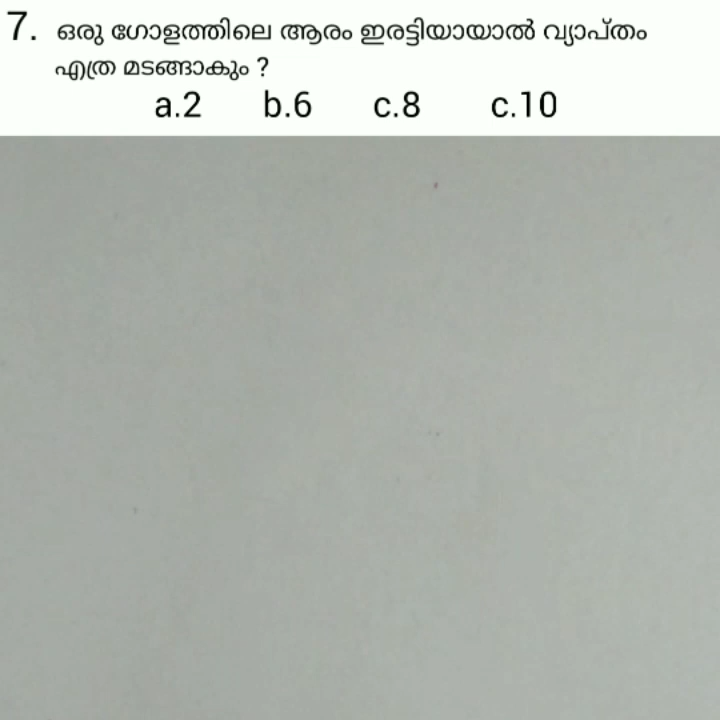 7. ഒരു ഗോളത്തിലെ ആരം ഇരട്ടിയായാൽ വ്യാപ്തം
എത്ര മടങ്ങാകും ?
a.2 b.6 c.8 c.10